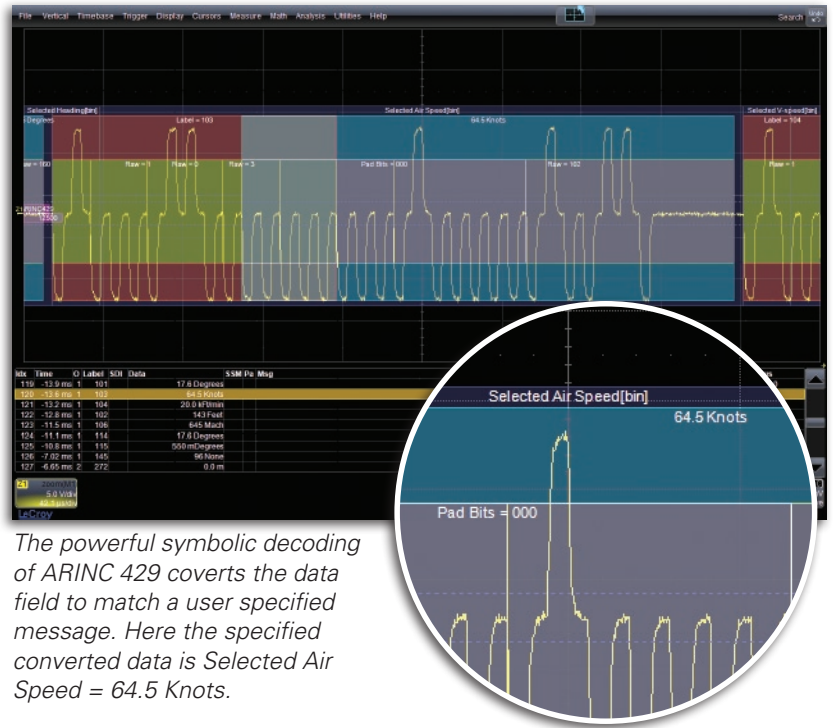 File Vertical Timebase Trigger Display Cursors Measure Math Analysis Utilities Help
Search Undo
Selected Heading[bin] Selected Air Speed[bin] Selected V-speed[bin]
Degrees Label = 103 64.5 Knots Label = 104
Raw = 1 Raw = 0 Raw = 3 Pad Bits = 000 Raw = 102 Raw = 1
Idx Time O Label SDI Data SSM Pa Msg
119 -13.9 ms 1 101 17.6 Degrees
120 -13.6 ms 1 103 64.5 Knots
121 -13.2 ms 1 104 20.0 kFt/min
122 -12.8 ms 1 102 143 Feet
123 -11.5 ms 1 106 645 Mach
124 -11.1 ms 1 114 17.6 Degrees
125 -10.8 ms 1 115 550 mDegrees
126 -7.02 ms 1 145 96 None
127 -6.65 ms 2 272 0.0 m
Z1
5.0 V/div
LeCroy
Selected Air Speed[bin]
64.5 Knots
Pad Bits = 000
The powerful symbolic decoding
of ARINC 429 coverts the data
field to match a user specified
message. Here the specified
converted data is Selected Air
Speed = 64.5 Knots.